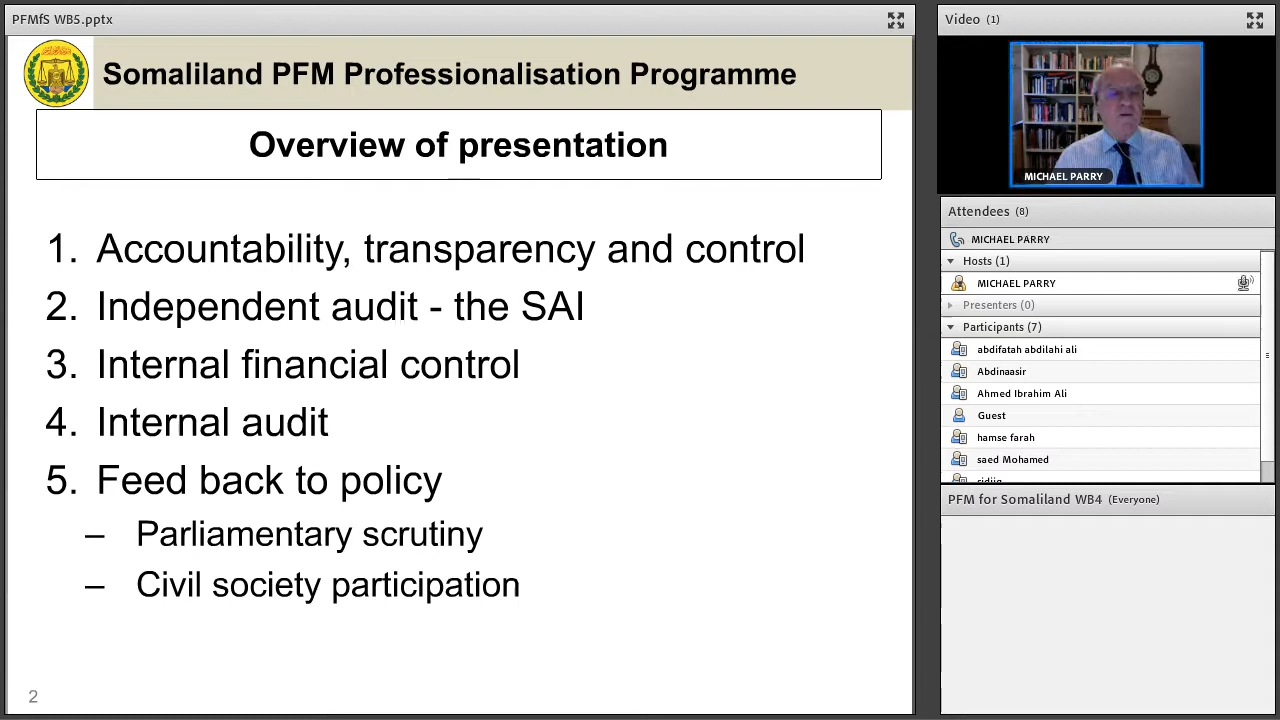 PFMfS WB5.pptx
Somaliland PFM Professionalisation Programme
Overview of presentation
1. Accountability, transparency and control
2. Independent audit - the SAI
3. Internal financial control
4. Internal audit
5. Feed back to policy
– Parliamentary scrutiny
– Civil society participation
2
Video (1)
MICHAEL PARRY
Attendees (8)
MICHAEL PARRY
Hosts (1)
MICHAEL PARRY
Presenters (0)
Participants (7)
abdifatah abdilahi ali
Abdinaasir
Ahmed Ibrahim Ali
Guest
hamse farah
saed Mohamed
PFM for Somaliland WB4 (Everyone)